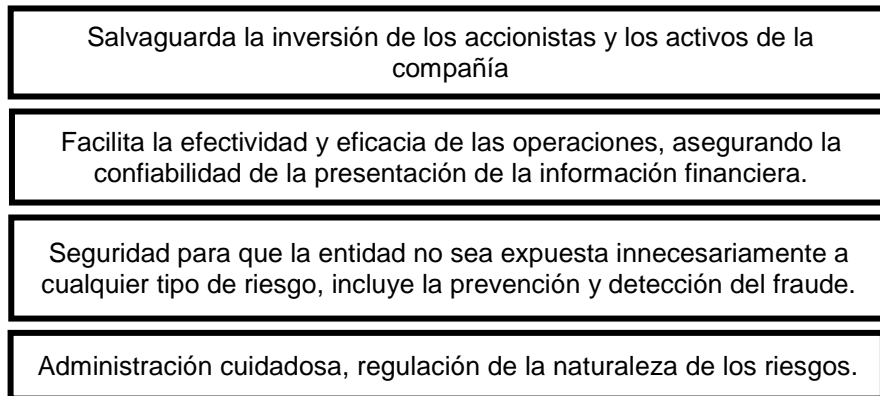 Salvaguarda la inversión de los accionistas y los activos de la
compañía
Facilita la efectividad y eficacia de las operaciones, asegurando la
confiabilidad de la presentación de la información financiera.
Seguridad para que la entidad no sea expuesta innecesariamente a
cualquier tipo de riesgo, incluye la prevención y detección del fraude.
Administración cuidadosa, regulación de la naturaleza de los riesgos.